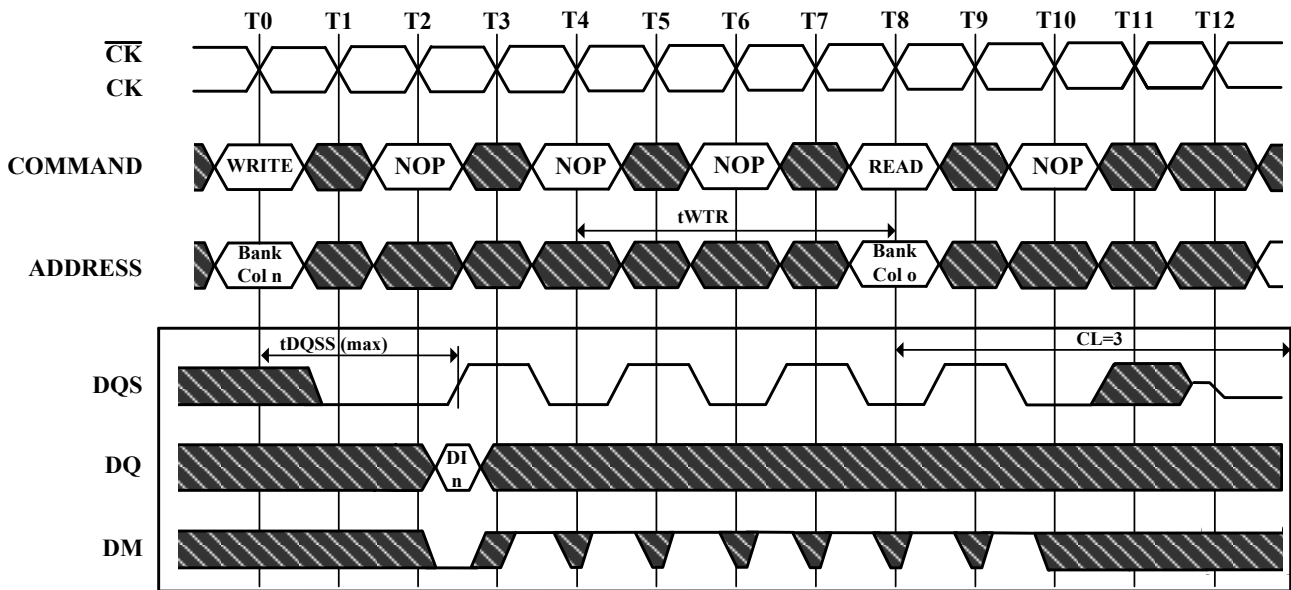 T0 T1 T2 T3 T4 T5 T6 T7 T8 T9 T10 T11 T12
CK
CK
COMMAND WRITE NOP NOP NOP READ NOP
tWTR
ADDRESS Bank Col n Bank Col o
tDQSS (max) CL=3
DQS
DQ DI n
DM